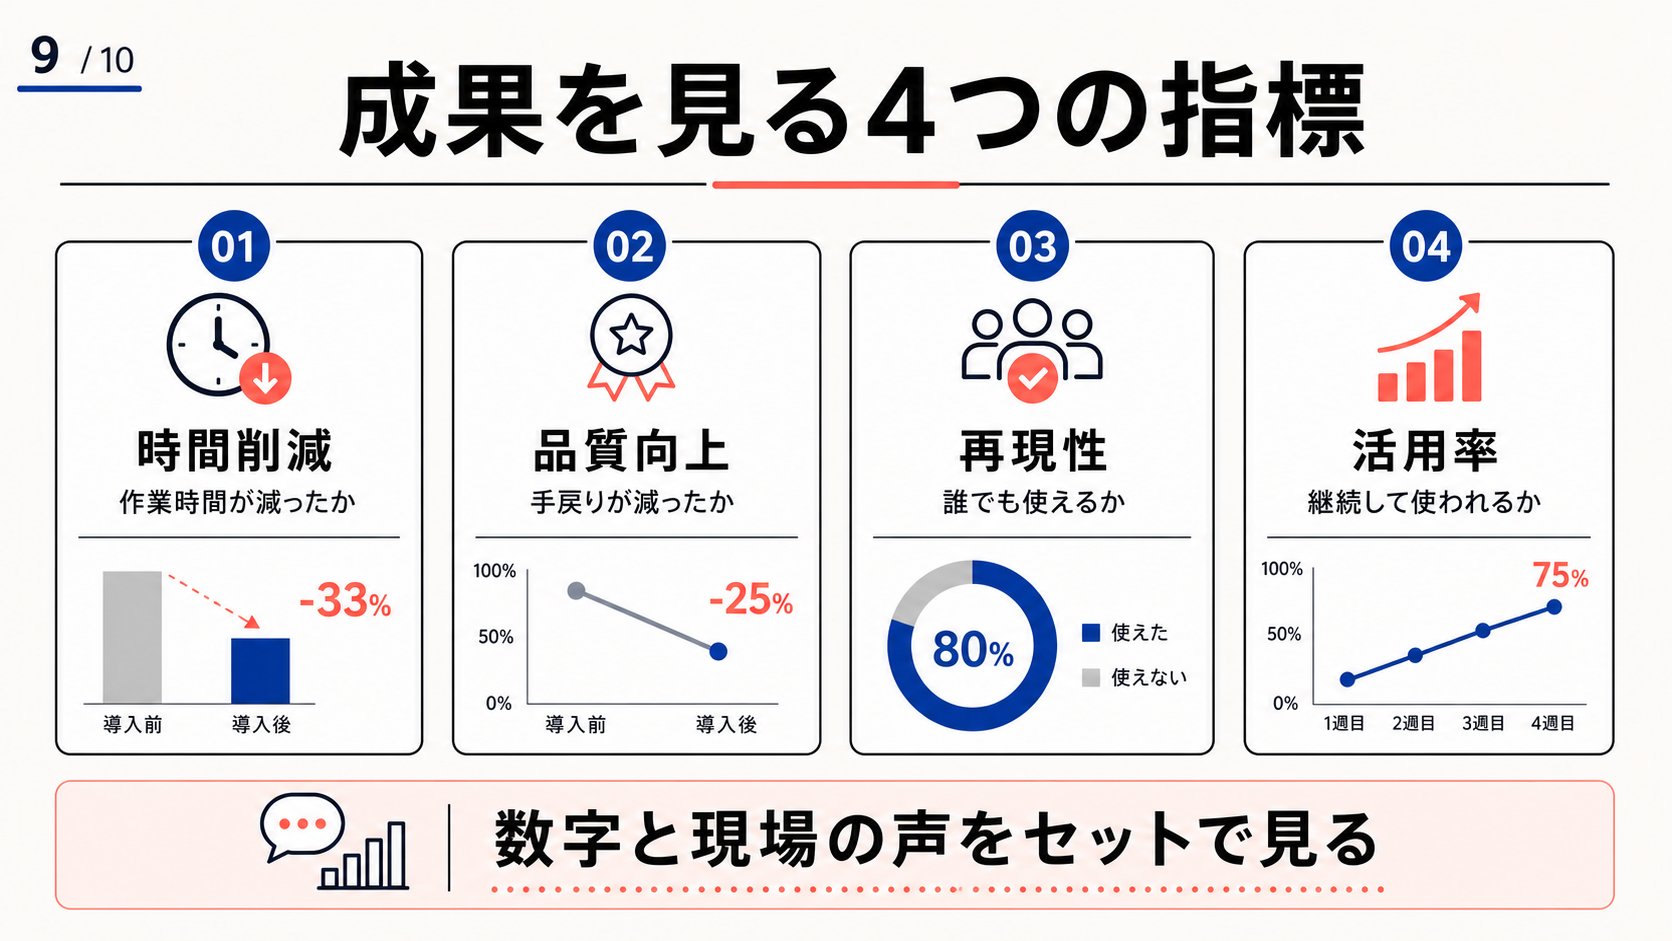 9 / 10
成果を見る4つの指標
01
時間削減
作業時間が減ったか
-33%
導入前 導入後
02
品質向上
手戻りが減ったか
100%
50%
0%
-25%
導入前 導入後
03
再現性
誰でも使えるか
80%
使えた
使えない
04
活用率
継続して使われるか
100%
50%
0%
75%
1週目 2週目 3週目 4週目
数字と現場の声をセットで見る